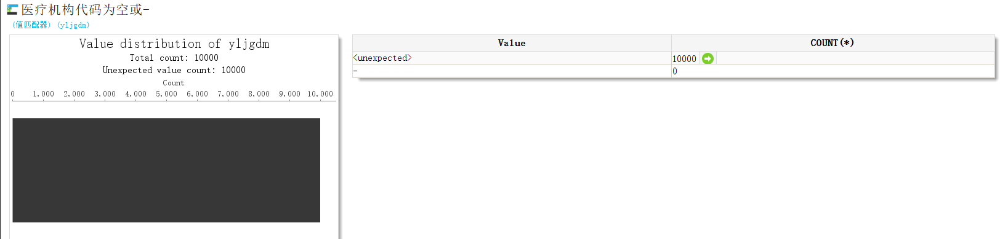 医疗机构代码为空或-
(值匹配器) (yljgdm)
Value distribution of yljgdm
Total count: 10000
Unexpected value count: 10000
Count
0 1,000 2,000 3,000 4,000 5,000 6,000 7,000 8,000 9,000 10,000
Value COUNT(*)
<unexpected> 10000
- 0